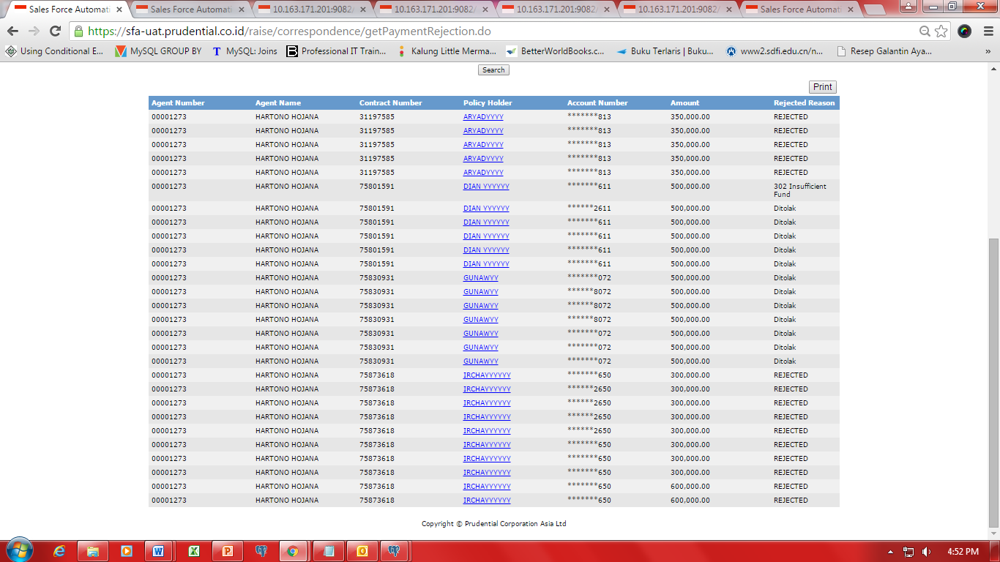 Sales Force Automati
Sales Force Automati
10.163.171.201:9082/
10.163.171.201:9082/
10.163.171.201:9082/
10.163.171.201:9082/
Sales Force Automati
https://sfa-uat.prudential.co.id/raise/correspondence/getPaymentRejection.do
Using Conditional E... MySQL GROUP BY MySQL: Joins Professional IT Train... Kalung Little Merma... BetterWorldBooks.c... Buku Terlaris | Buku... www2.sdfi.edu.cn/n... Resep Galantin Aya... »
Search
Print
Agent Number Agent Name Contract Number Policy Holder Account Number Amount Rejected Reason
00001273 HARTONO HOJANA 31197585 ARYADYYYY *******813 350,000.00 REJECTED
00001273 HARTONO HOJANA 31197585 ARYADYYYY *******813 350,000.00 REJECTED
00001273 HARTONO HOJANA 31197585 ARYADYYYY *******813 350,000.00 REJECTED
00001273 HARTONO HOJANA 31197585 ARYADYYYY *******813 350,000.00 REJECTED
00001273 HARTONO HOJANA 31197585 ARYADYYYY *******813 350,000.00 REJECTED
00001273 HARTONO HOJANA 75801591 DIAN YYYYYY *******611 500,000.00 302 Insufficient
Fund
00001273 HARTONO HOJANA 75801591 DIAN YYYYYY ******2611 500,000.00 Ditolak
00001273 HARTONO HOJANA 75801591 DIAN YYYYYY *******611 500,000.00 Ditolak
00001273 HARTONO HOJANA 75801591 DIAN YYYYYY *******611 500,000.00 Ditolak
00001273 HARTONO HOJANA 75801591 DIAN YYYYYY *******611 500,000.00 Ditolak
00001273 HARTONO HOJANA 75801591 DIAN YYYYYY *******611 500,000.00 Ditolak
00001273 HARTONO HOJANA 75830931 GUNAWYY *******072 500,000.00 Ditolak
00001273 HARTONO HOJANA 75830931 GUNAWYY ******8072 500,000.00 Ditolak
00001273 HARTONO HOJANA 75830931 GUNAWYY ******8072 500,000.00 Ditolak
00001273 HARTONO HOJANA 75830931 GUNAWYY ******8072 500,000.00 Ditolak
00001273 HARTONO HOJANA 75830931 GUNAWYY *******072 500,000.00 Ditolak
00001273 HARTONO HOJANA 75830931 GUNAWYY *******072 500,000.00 Ditolak
00001273 HARTONO HOJANA 75830931 GUNAWYY *******072 500,000.00 Ditolak
00001273 HARTONO HOJANA 75873618 IRCHAYYYYYY *******650 300,000.00 REJECTED
00001273 HARTONO HOJANA 75873618 IRCHAYYYYYY ******2650 300,000.00 REJECTED
00001273 HARTONO HOJANA 75873618 IRCHAYYYYYY ******2650 300,000.00 REJECTED
00001273 HARTONO HOJANA 75873618 IRCHAYYYYYY ******2650 300,000.00 REJECTED
00001273 HARTONO HOJANA 75873618 IRCHAYYYYYY ******2650 300,000.00 REJECTED
00001273 HARTONO HOJANA 75873618 IRCHAYYYYYY *******650 300,000.00 REJECTED
00001273 HARTONO HOJANA 75873618 IRCHAYYYYYY *******650 300,000.00 REJECTED
00001273 HARTONO HOJANA 75873618 IRCHAYYYYYY *******650 300,000.00 REJECTED
00001273 HARTONO HOJANA 75873618 IRCHAYYYYYY *******650 600,000.00 REJECTED
00001273 HARTONO HOJANA 75873618 IRCHAYYYYYY *******650 600,000.00 REJECTED
Copyright © Prudential Corporation Asia Ltd
4:52 PM